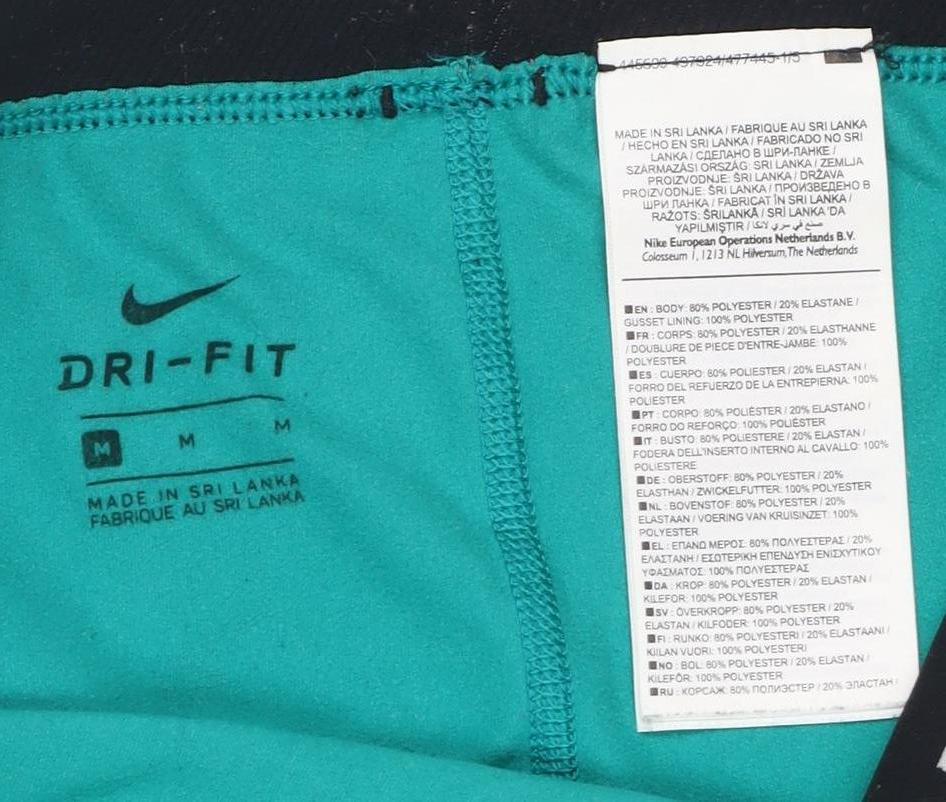 DRI-FIT
M M M
MADE IN SRI LANKA
FABRIQUE AU SRI LANKA
MADE IN SRI LANKA / FABRIQUE AU SRI LANKA
/ HECHO EN SRI LANKA / FABRICADO NO SRI
LANKA / СДЕЛАНО В ШРИ-ЛАНКЕ /
SZÁRMAZÁSI ORSZÁG: SRI LANKA / ZEMLJA
PROIZVODNJE: ŠRI LANKA / DRŽAVA
PROIZVODNJE: ŠRI LANKA / ПРОИЗВЕДЕНО В
ШРИ ЛАНКА / FABRICAT ÎN SRI LANKA /
RAŽOTS: ŠRILANKĀ / SRİ LANKA 'DA
YAPILMIŞTIR / صنع في سري لانكا
Nike European Operations Netherlands B.V.
Colosseum 1, 1213 NL Hilversum, The Netherlands
EN : BODY: 80% POLYESTER / 20% ELASTANE /
GUSSET LINING: 100% POLYESTER
FR : CORPS: 80% POLYESTER / 20% ELASTHANNE
/ DOUBLURE DE PIECE D'ENTRE-JAMBE: 100%
POLYESTER
ES : CUERPO: 80% POLIESTER / 20% ELASTAN /
FORRO DEL REFUERZO DE LA ENTREPIERNA: 100%
POLIESTER
PT : CORPO: 80% POLIÉSTER / 20% ELASTANO /
FORRO DO REFORÇO: 100% POLIÉSTER
IT : BUSTO: 80% POLIESTERE / 20% ELASTAN /
FODERA DELL'INSERTO INTERNO AL CAVALLO: 100%
POLIESTERE
DE : OBERSTOFF: 80% POLYESTER / 20%
ELASTHAN / ZWICKELFUTTER: 100% POLYESTER
NL : BOVENSTOF: 80% POLYESTER / 20%
ELASTAAN / VOERING VAN KRUISINZET: 100%
POLYESTER
EL : ΕΠΑΝΩ ΜΕΡΟΣ: 80% ΠΟΛΥΕΣΤΕΡΑΣ / 20%
ΕΛΑΣΤΑΝΗ / ΕΣΩΤΕΡΙΚΗ ΕΠΕΝΔΥΣΗ ΕΝΙΣΧΥΤΙΚΟΥ
ΥΦΑΣΜΑΤΟΣ: 100% ΠΟΛΥΕΣΤΕΡΑΣ
DA : KROP: 80% POLYESTER / 20% ELASTAN /
KILEFOR: 100% POLYESTER
SV : ÖVERKROPP: 80% POLYESTER / 20%
ELASTAN / KILFODER: 100% POLYESTER
FI : RUNKO: 80% POLYESTERI / 20% ELASTAANI /
KIILAN VUORI: 100% POLYESTERI
NO : BOL: 80% POLYESTER / 20% ELASTAN /
KILEFÔR: 100% POLYESTER
RU : КОРСАЖ: 80% ПОЛИЭСТЕР / 20% ЭЛАСТАН /